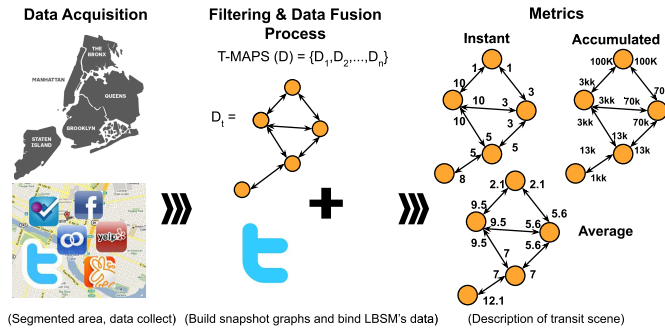 Data Acquisition
THE BRONX
MANHATTAN
QUEENS
BROOKLYN
STATEN ISLAND
f
yelp
t
(Segmented area, data collect)
Filtering & Data Fusion
Process
T-MAPS (D) = {D1,D2,...,Dn}
Dt =
(Build snapshot graphs and bind LBSM's data)
Metrics
Instant
1
1
10
3
10
3
10
3
5
5
5
8
Accumulated
100K
100K
3kk
70k
3kk
70k
3kk
70k
13k
13k
13k
1kk
2.1
2.1
9.5
5.6
9.5
5.6
9.5
5.6
Average
7
7
7
12.1
(Description of transit scene)